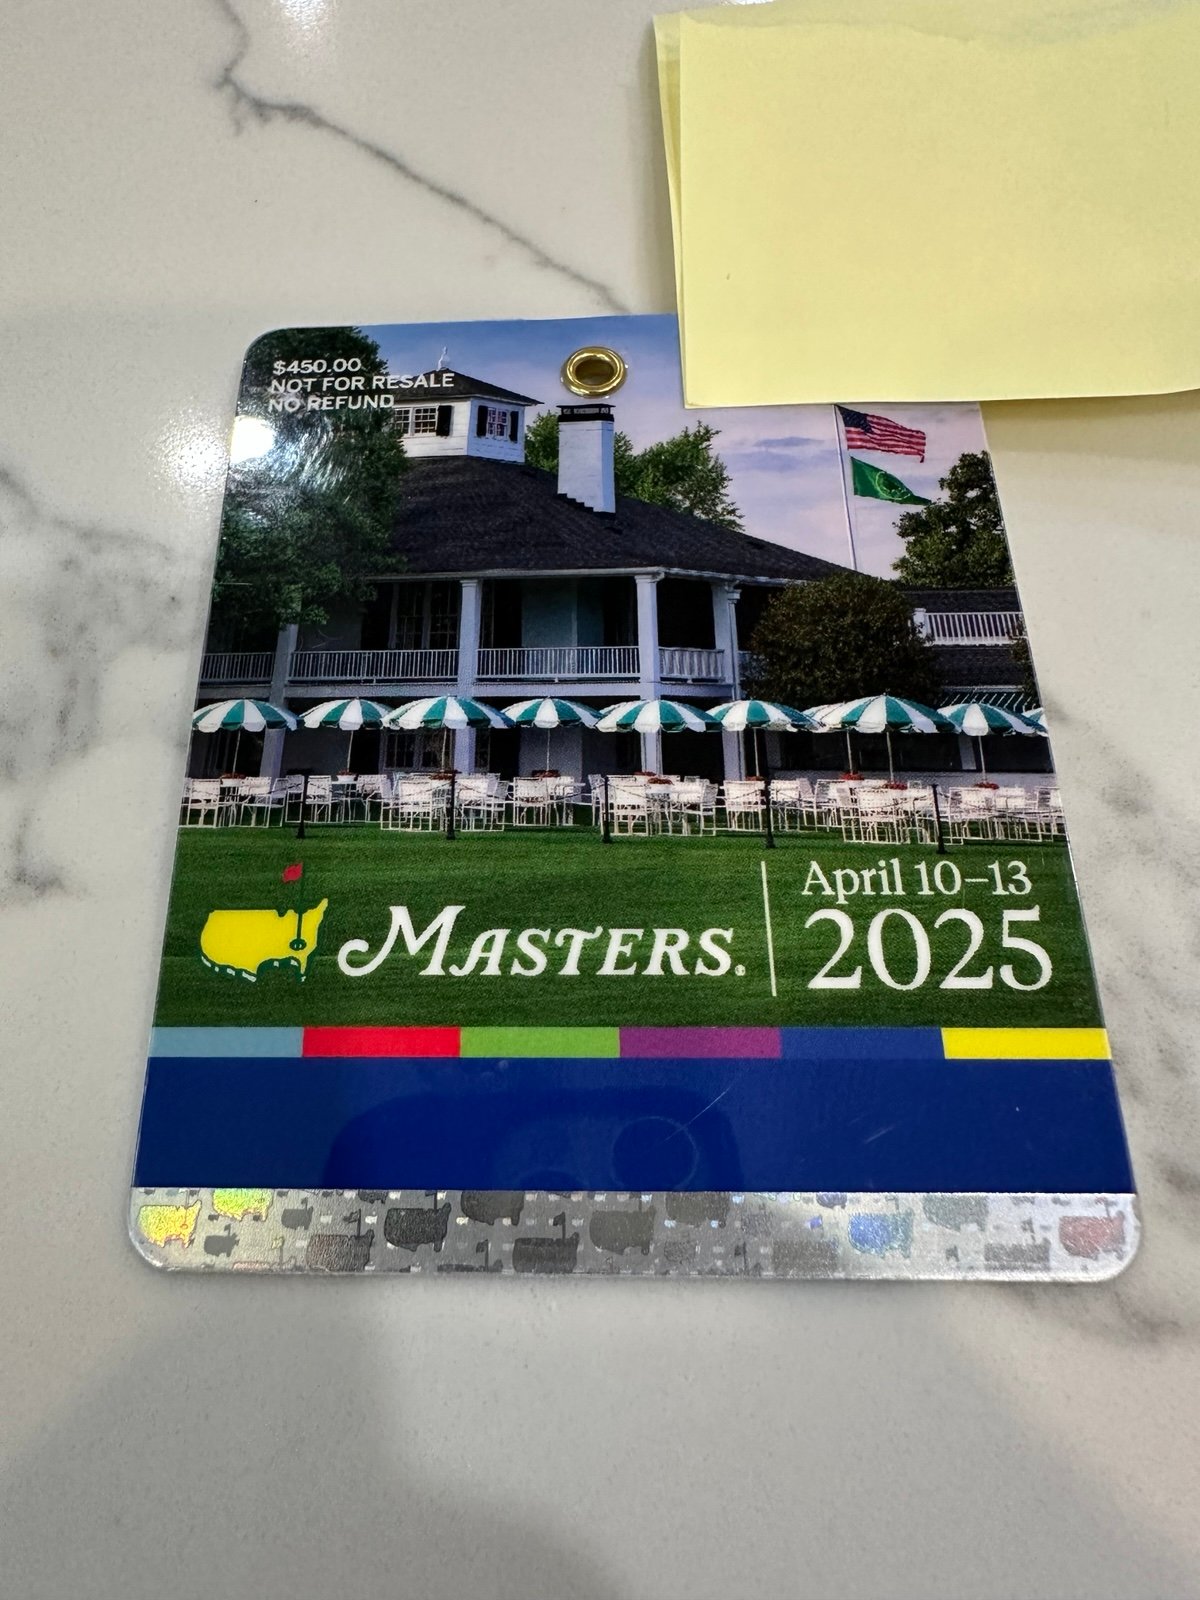 $450.00
NOT FOR RESALE
NO REFUND
MASTERS®
April 10–13
2025